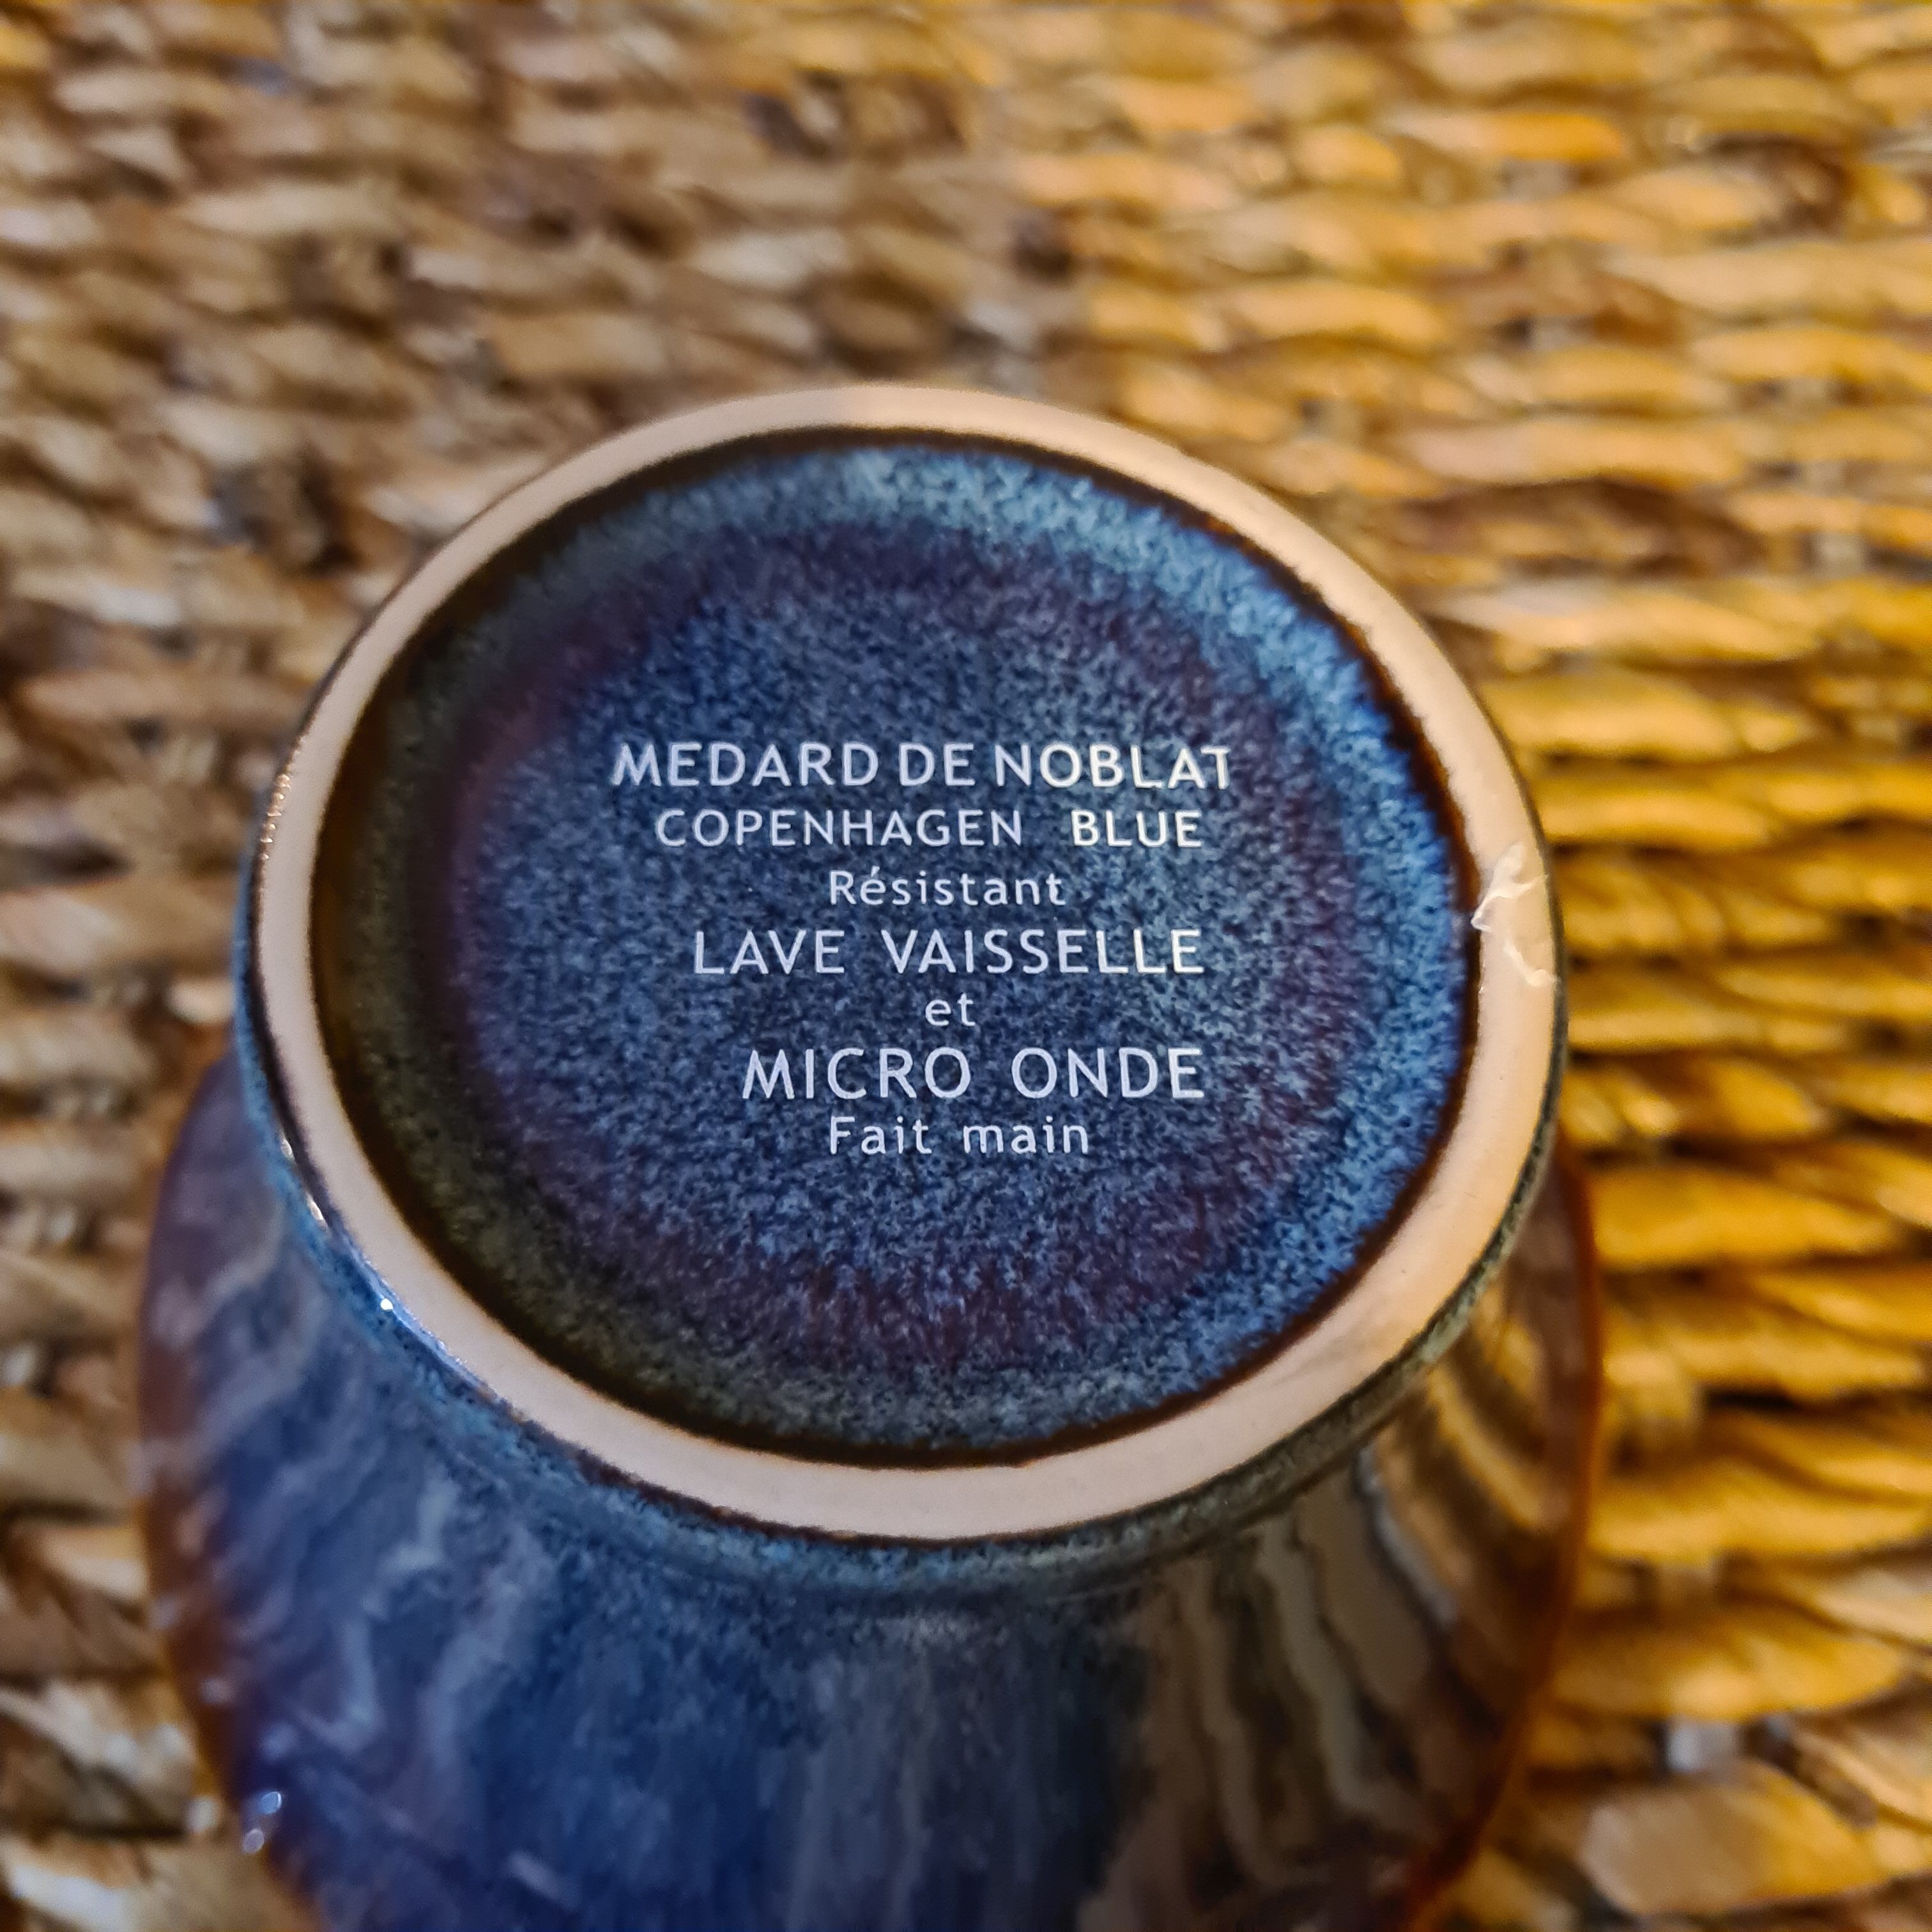 MEDARD DE NOBLAT
COPENHAGEN BLUE
Résistant
LAVE VAISSELLE
et
MICRO ONDE
Fait main